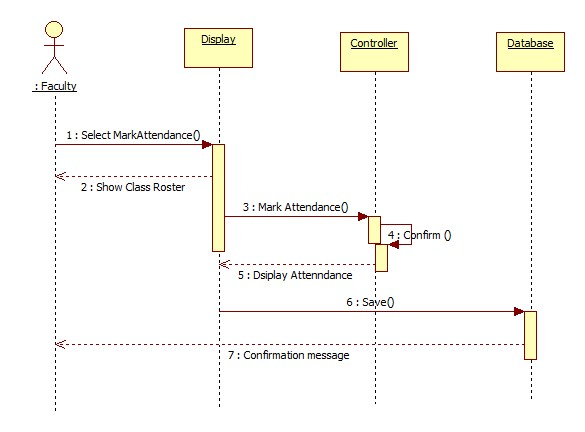 Display
Controller
Database
: Faculty
1 : Select MarkAttendance()
2 : Show Class Roster
3 : Mark Attendance()
4 : Confirm ()
5 : Dsiplay Attenndance
6 : Save()
7 : Confirmation message